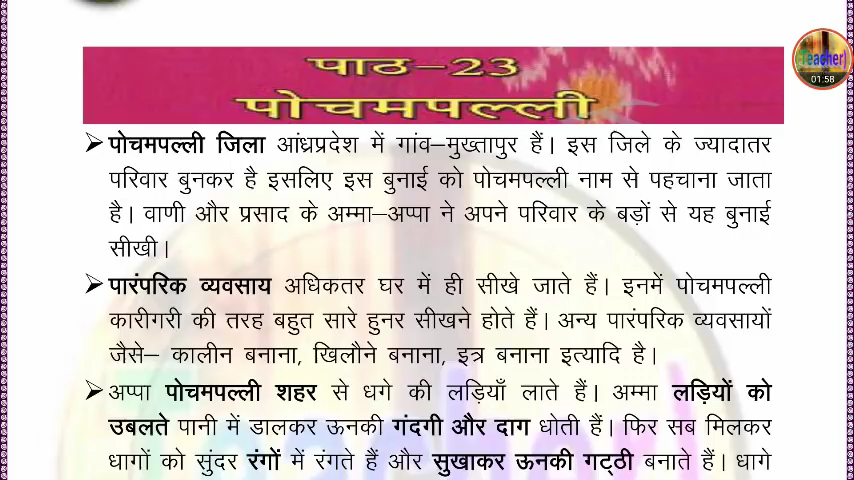 पाठ–23
पोचमपल्ली
Teacher)
01:58
➢ पोचमपल्ली जिला आंध्रप्रदेश में गांव–मुख्तापुर हैं। इस जिले के ज्यादातर
परिवार बुनकर है इसलिए इस बुनाई को पोचमपल्ली नाम से पहचाना जाता
है। वाणी और प्रसाद के अम्मा–अप्पा ने अपने परिवार के बड़ों से यह बुनाई
सीखी।
➢ पारंपरिक व्यवसाय अधिकतर घर में ही सीखे जाते हैं। इनमें पोचमपल्ली
कारीगरी की तरह बहुत सारे हुनर सीखने होते हैं। अन्य पारंपरिक व्यवसायों
जैसे– कालीन बनाना, खिलौने बनाना, इत्र बनाना इत्यादि है।
➢ अप्पा पोचमपल्ली शहर से धगे की लड़ियाँ लाते हैं। अम्मा लड़ियों को
उबलते पानी में डालकर ऊनकी गंदगी और दाग धोती हैं। फिर सब मिलकर
धागों को सुंदर रंगों में रंगते हैं और सुखाकर ऊनकी गट्ठी बनाते हैं। धागे